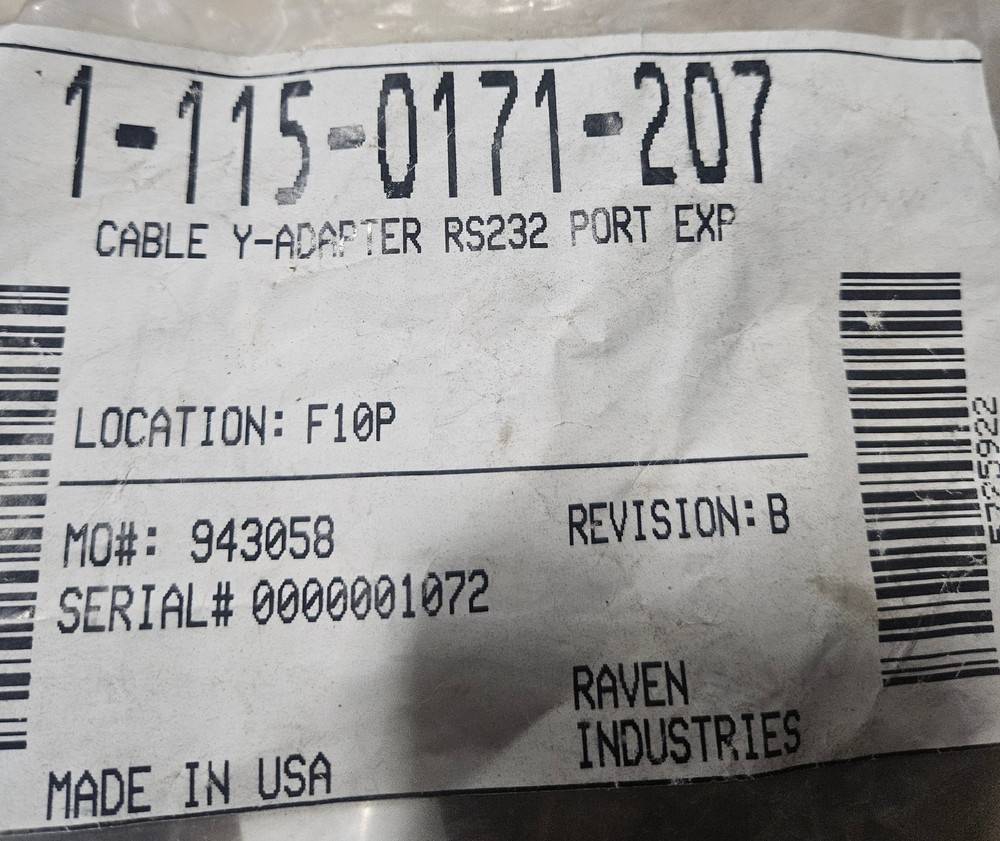 1-115-0171-207
CABLE Y-ADAPTER RS232 PORT EXP
LOCATION: F10P
MO#: 943058
REVISION: B
SERIAL# 0000001072
RAVEN
INDUSTRIES
MADE IN USA